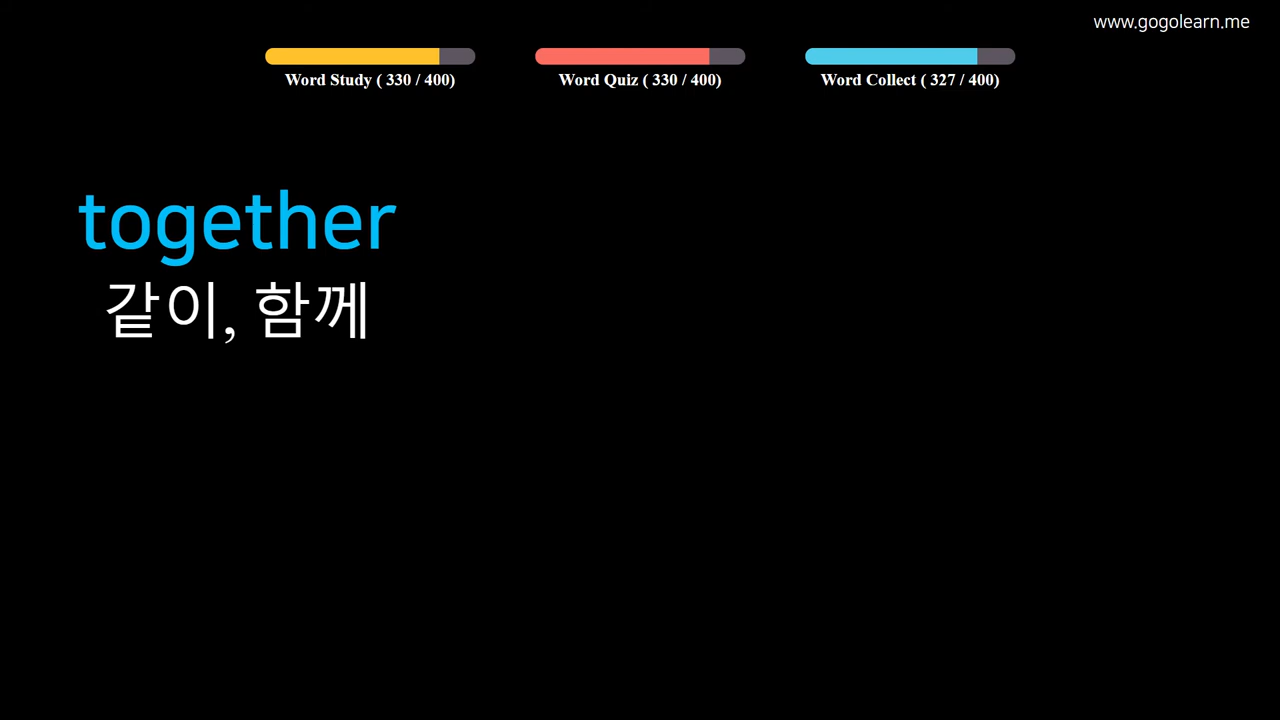 www.gogolearn.me
Word Study ( 330 / 400)
Word Quiz ( 330 / 400)
Word Collect ( 327 / 400)
together
같이, 함께